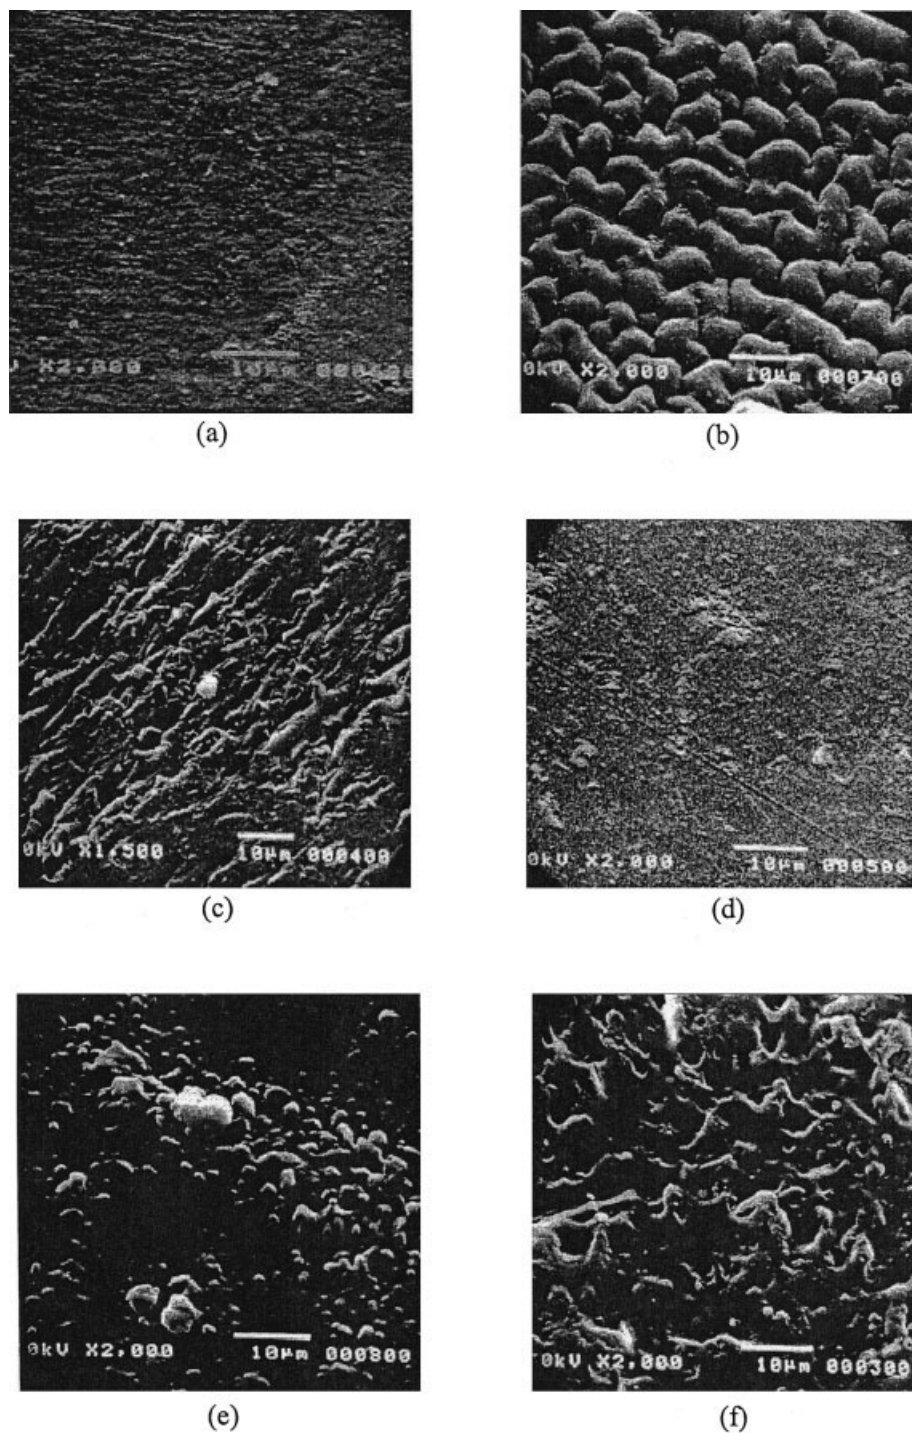 V X2,000 10µm
(a)
0kV X2,000 10µm 000700
(b)
0kV X1,500 10µm 000400
(c)
0kV X2,000 10µm 000500
(d)
0kV X2,000 10µm 000800
(e)
0kV X2,000 10µm 000300
(f)